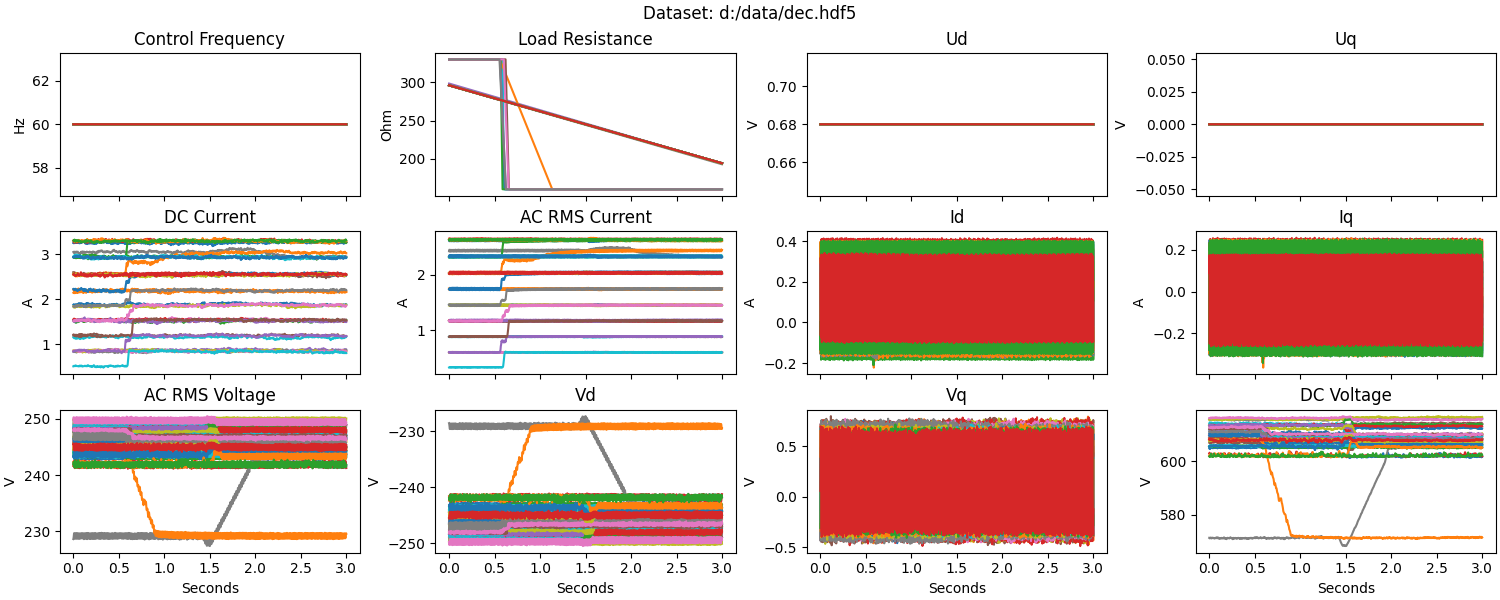 Dataset: d:/data/dec.hdf5
Control Frequency
Load Resistance
Ud
Uq
Hz
62
60
58
Ohm
300
200
V
0.70
0.68
0.66
V
0.050
0.025
0.000
−0.025
−0.050
DC Current
AC RMS Current
Id
Iq
A
3
2
1
A
2
1
A
0.4
0.2
0.0
−0.2
A
0.2
0.0
−0.2
AC RMS Voltage
Vd
Vq
DC Voltage
V
250
240
230
V
−230
−240
−250
V
0.5
0.0
−0.5
V
600
580
0.0 0.5 1.0 1.5 2.0 2.5 3.0
0.0 0.5 1.0 1.5 2.0 2.5 3.0
0.0 0.5 1.0 1.5 2.0 2.5 3.0
0.0 0.5 1.0 1.5 2.0 2.5 3.0
Seconds
Seconds
Seconds
Seconds